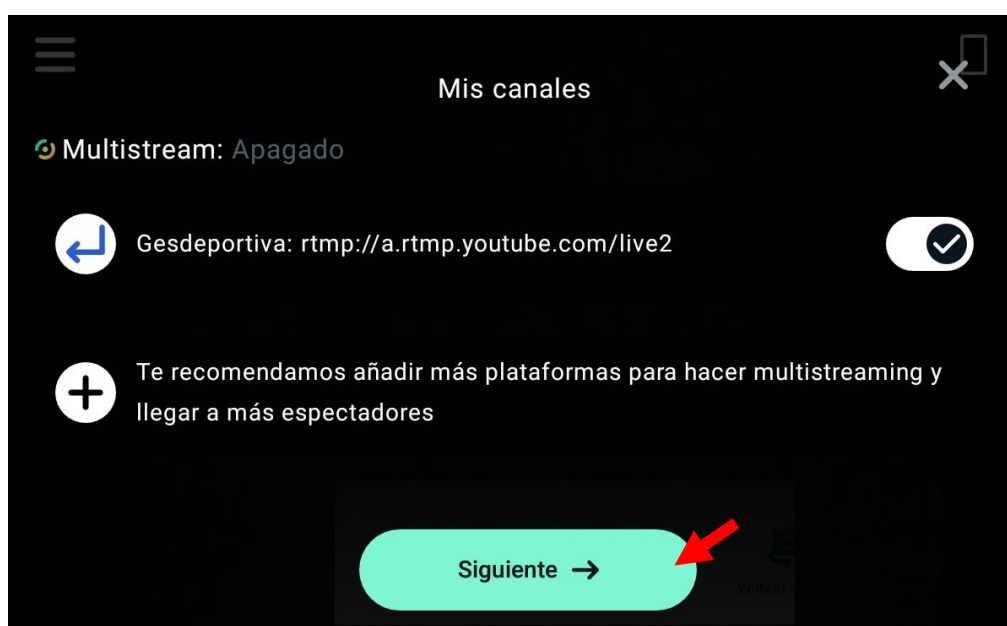 Mis canales
Multistream: Apagado
Gesdeportiva: rtmp://a.rtmp.youtube.com/live2
Te recomendamos añadir más plataformas para hacer multistreaming y
llegar a más espectadores
Siguiente →
Voltear